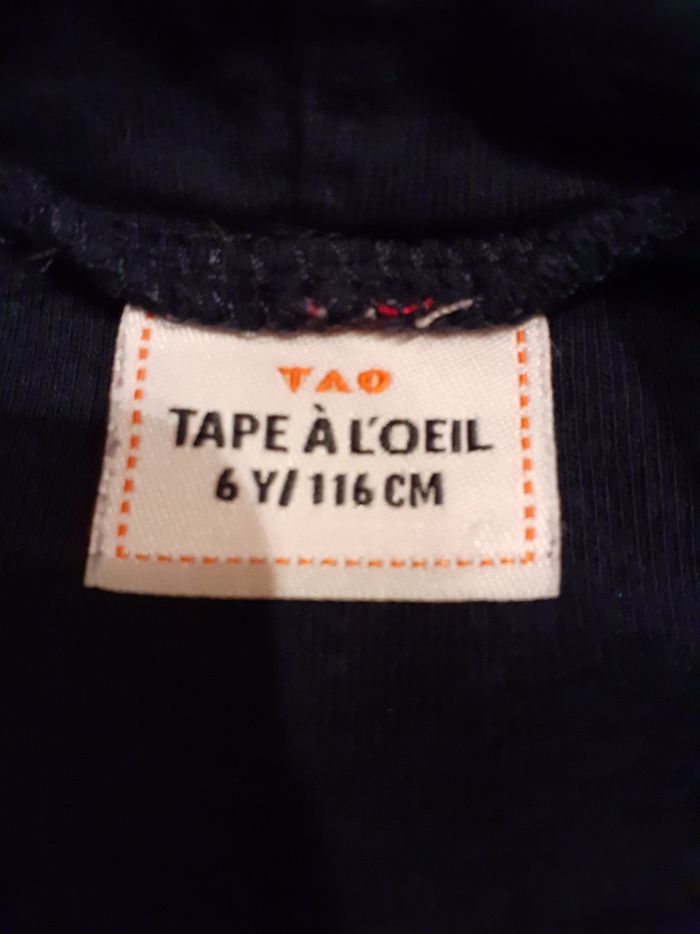 TAO
TAPE À L'OEIL
6 Y/ 116 CM